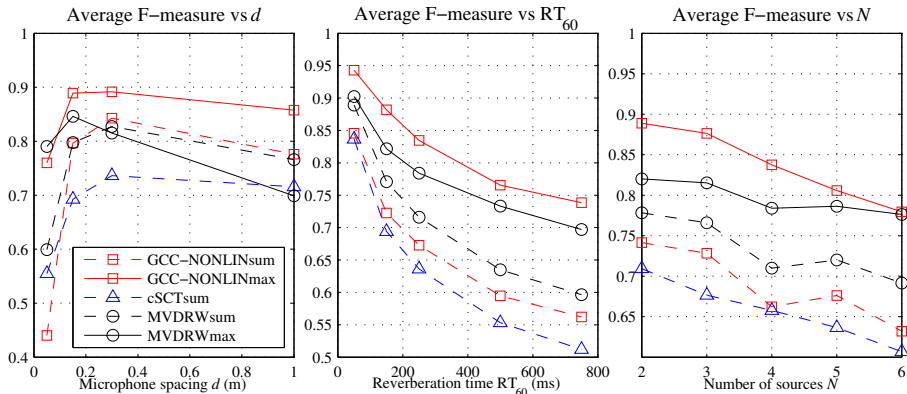 Average F−measure vs d
1
0.9
0.8
0.7
0.6
0.5
0.4
0 0.2 0.4 0.6 0.8 1
Microphone spacing d (m)
GCC−NONLINsum
GCC−NONLINmax
cSCTsum
MVDRWsum
MVDRWmax
Average F−measure vs RT60
1
0.95
0.9
0.85
0.8
0.75
0.7
0.65
0.6
0.55
0.5
0 200 400 600 800
Reverberation time RT60 (ms)
Average F−measure vs N
1
0.95
0.85
0.8
0.75
0.7
0.65
2 3 4 5 6
Number of sources N